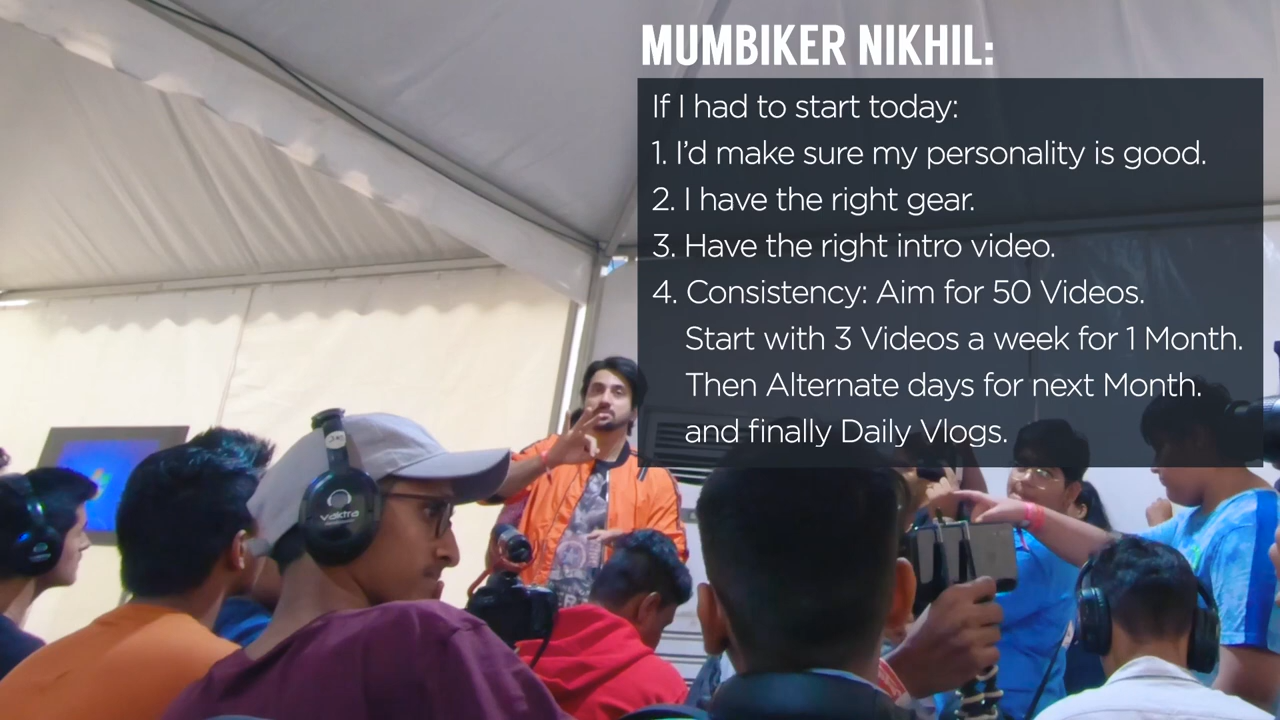 MUMBIKER NIKHIL:
If I had to start today:
1. I'd make sure my personality is good.
2. I have the right gear.
3. Have the right intro video.
4. Consistency: Aim for 50 Videos.
Start with 3 Videos a week for 1 Month.
Then Alternate days for next Month.
and finally Daily Vlogs.
vaktra